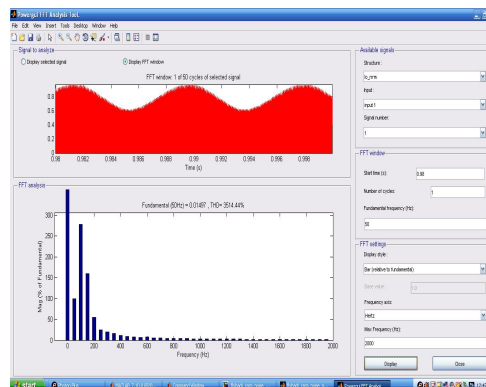 Powergui FFT Analysis Tool.
File Edit View Insert Tools Desktop Window Help
Signal to analyze
Display selected signal
Display FFT window
FFT window: 1 of 50 cycles of selected signal
0.8
0.6
0.4
0.2
0
0.98 0.982 0.984 0.986 0.988 0.99 0.992 0.994 0.996 0.998
Time (s)
FFT analysis
Fundamental (50Hz) = 0.01497 , THD= 3514.44%
Mag (% of Fundamental)
300
250
200
150
100
50
0
0 200 400 600 800 1000 1200 1400 1600 1800 2000
Frequency (Hz)
Available signals
Structure :
Input :
input 1
Signal number:
1
FFT window
Start time (s): 0.98
Number of cycles: 1
Fundamental frequency (Hz):
50
FFT settings
Display style :
Bar (relative to fundamental)
Base value : 1.0
Frequency axis:
Hertz
Max Frequency (Hz):
2000
Display
Close
start